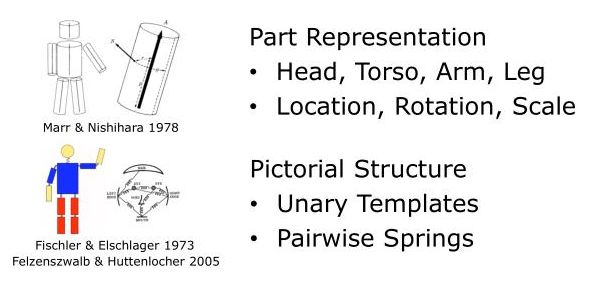 Part Representation
• Head, Torso, Arm, Leg
• Location, Rotation, Scale
Marr & Nishihara 1978
Pictorial Structure
• Unary Templates
• Pairwise Springs
Fischler & Elschlager 1973
Felzenszwalb & Huttenlocher 2005